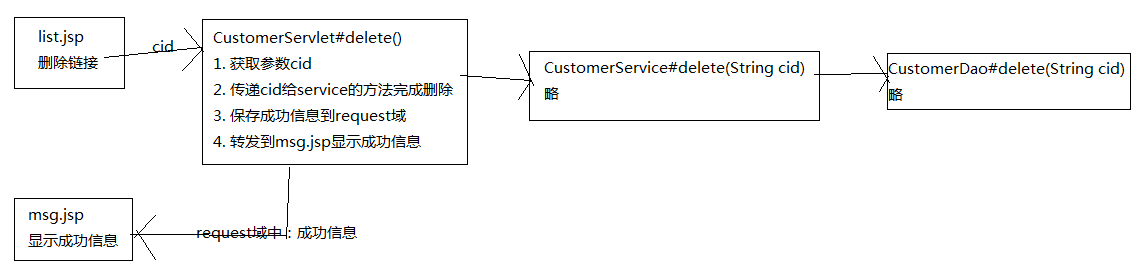 list.jsp
删除链接
cid
CustomerServlet#delete()
1. 获取参数cid
2. 传递cid给service的方法完成删除
3. 保存成功信息到request域
4. 转发到msg.jsp显示成功信息
CustomerService#delete(String cid)
略
CustomerDao#delete(String cid)
略
msg.jsp
显示成功信息
request域中：成功信息